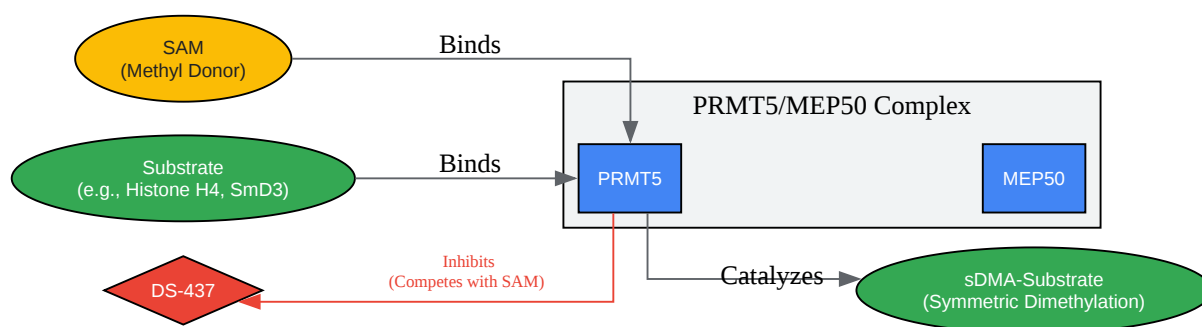 SAM
(Methyl Donor)
Binds
PRMT5/MEP50 Complex
Substrate
(e.g., Histone H4, SmD3)
Binds
PRMT5
MEP50
Inhibits
(Competes with SAM)
DS-437
Catalyzes
sDMA-Substrate
(Symmetric Dimethylation)